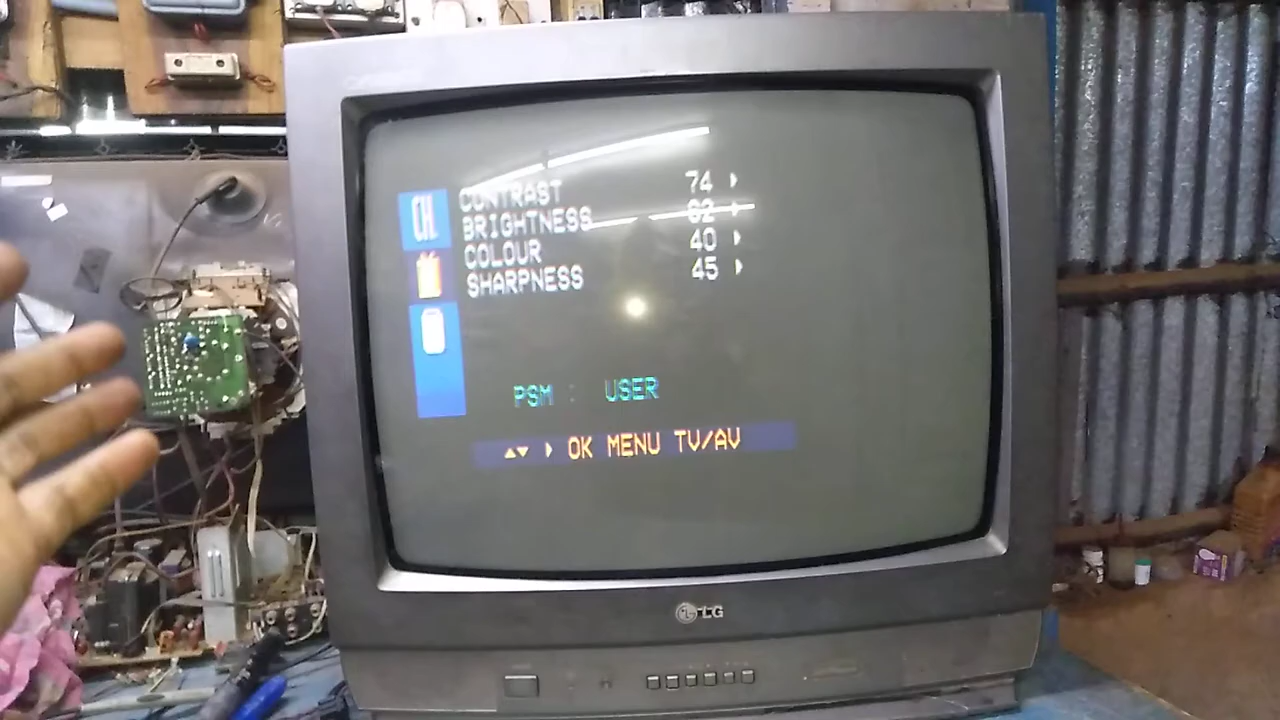 CH.
CONTRAST 74
BRIGHTNESS 62
COLOUR 40
SHARPNESS 45
PSM : USER
▲▼ ▶ OK MENU TV/AV
LG